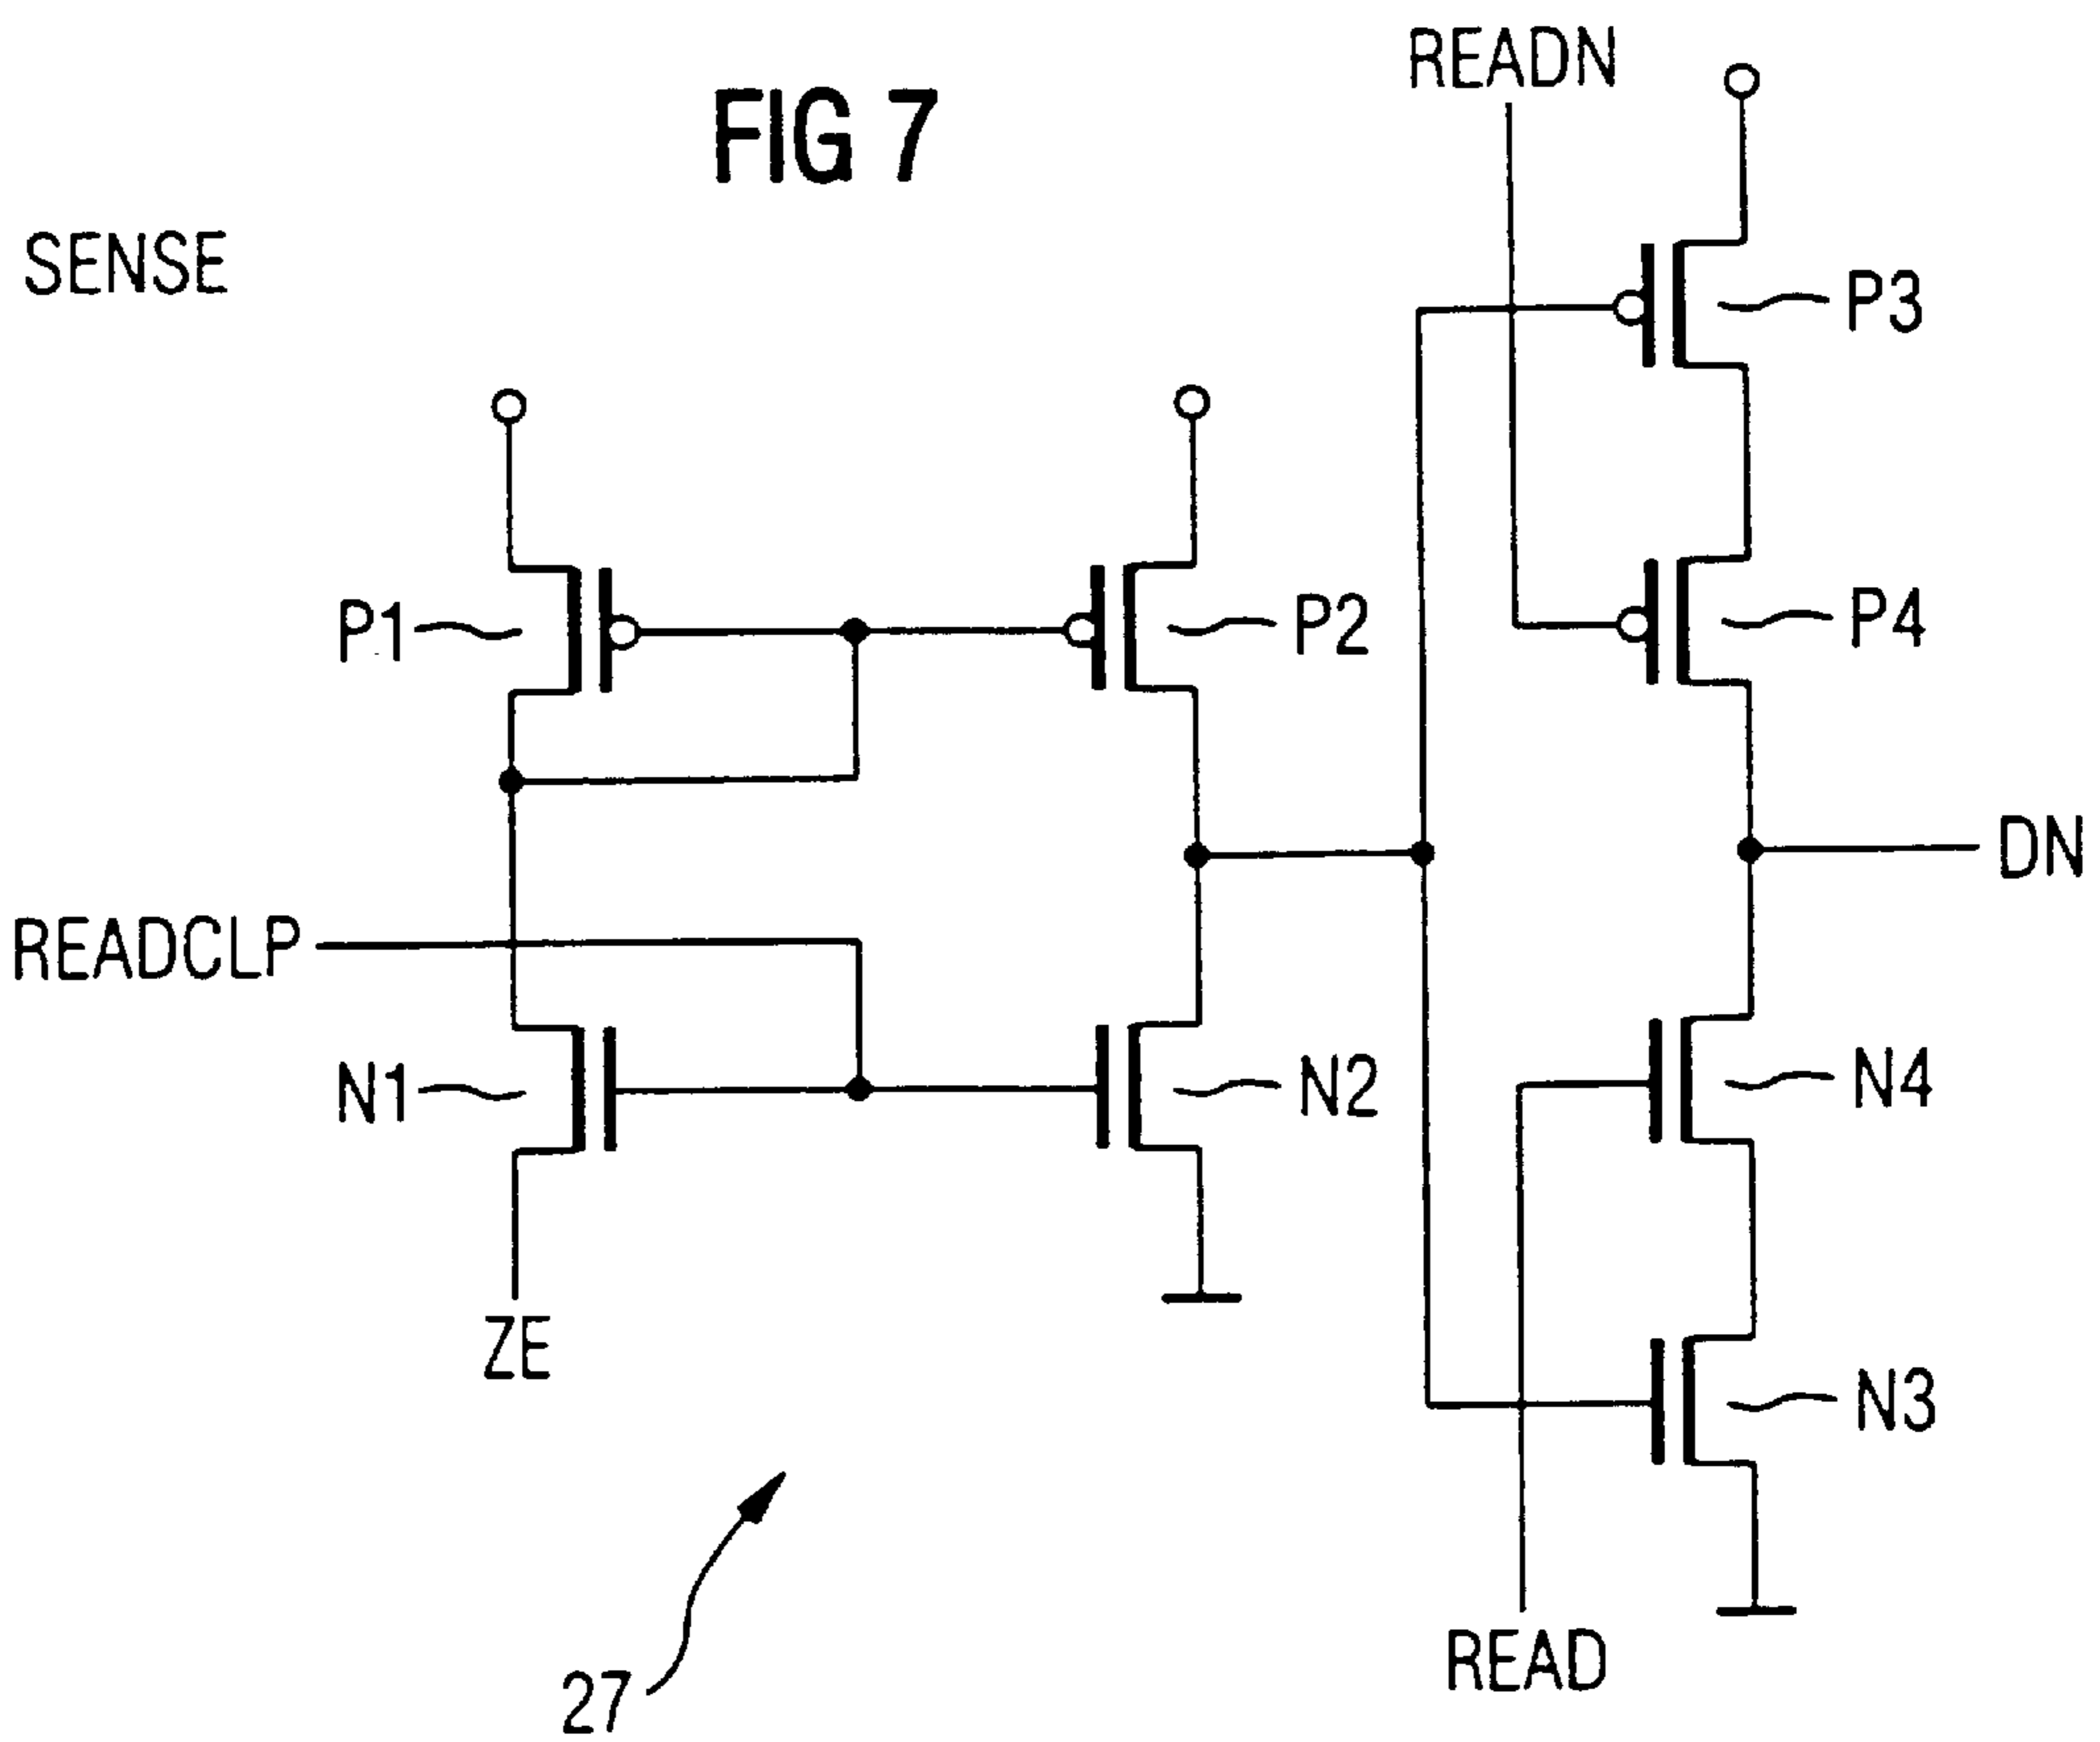 READN
FIG 7
SENSE
P3
P1
P2
P4
DN
READCLP
N1
N2
N4
ZE
N3
READ
27